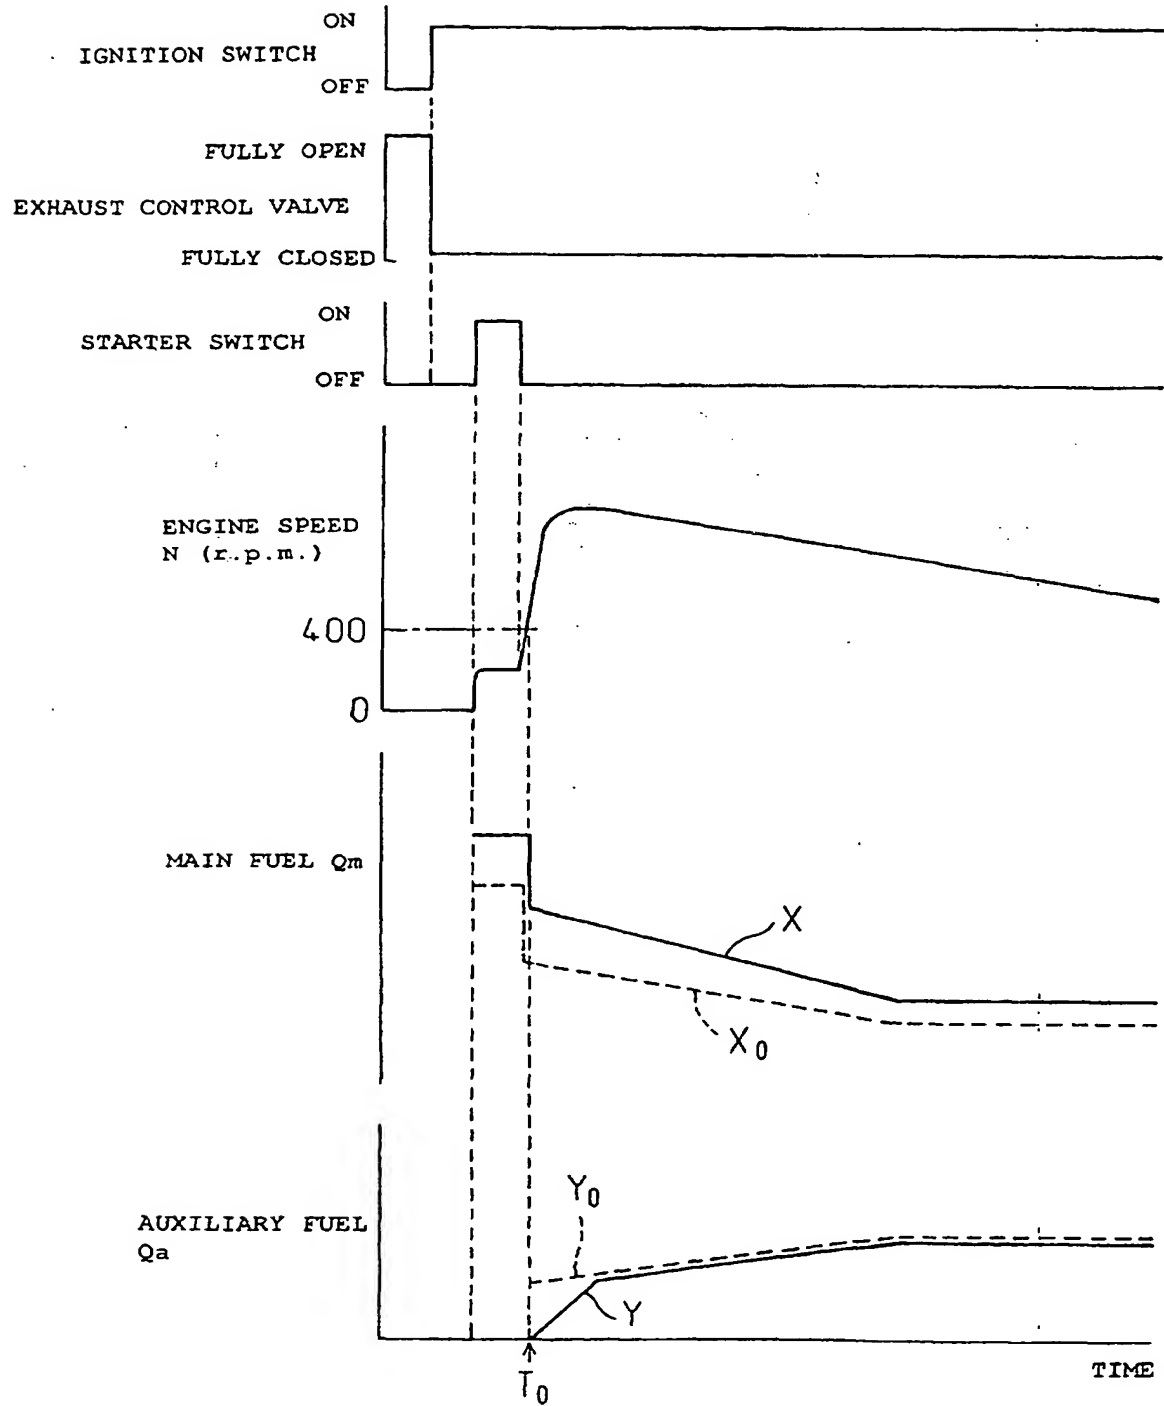 ON
IGNITION SWITCH
OFF
FULLY OPEN
EXHAUST CONTROL VALVE
FULLY CLOSED
ON
STARTER SWITCH
OFF
ENGINE SPEED
N (r.p.m.)
400
0
MAIN FUEL Qm
X
X0
Y0
AUXILIARY FUEL
Qa
Y
TIME
T0